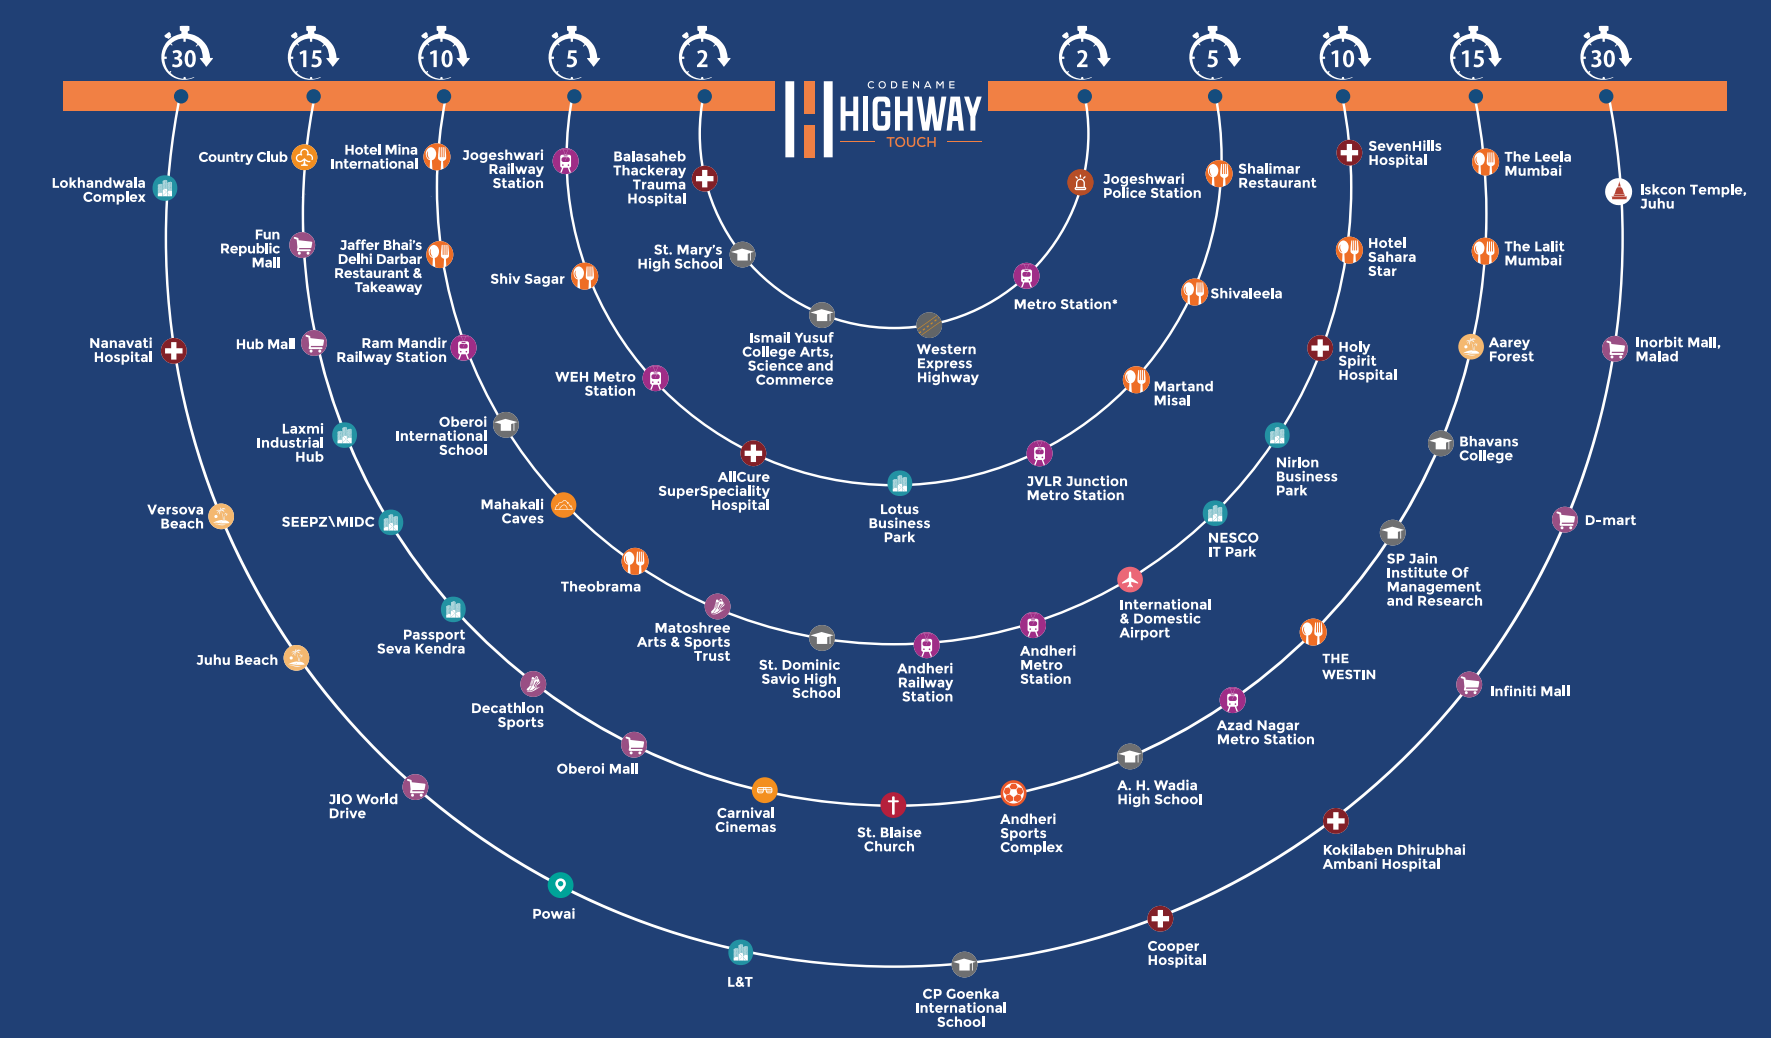 30
15
10
5
2
2
5
10
15
30
CODENAME
HIGHWAY
TOUCH
Lokhandwala
Complex
Nanavati
Hospital
Versova
Beach
Juhu Beach
JIO World
Drive
Powai
L&T
CP Goenka
International
School
Cooper
Hospital
Kokilaben Dhirubhai
Ambani Hospital
Infiniti Mall
D-mart
Inorbit Mall,
Malad
Iskcon Temple,
Juhu
Country Club
Fun
Republic
Mall
Hub Mall
Laxmi
Industrial
Hub
SEEPZ\MIDC
Passport
Seva Kendra
Decathlon
Sports
Oberoi Mall
Carnival
Cinemas
St. Blaise
Church
Andheri
Sports
Complex
A. H. Wadia
High School
Azad Nagar
Metro Station
THE
WESTIN
SP Jain
Institute Of
Management
and Research
Bhavans
College
Aarey
Forest
The Lalit
Mumbai
The Leela
Mumbai
Hotel Mina
International
Jaffer Bhai's
Delhi Darbar
Restaurant &
Takeaway
Ram Mandir
Railway Station
Oberoi
International
School
Mahakali
Caves
Theobrama
Matoshree
Arts & Sports
Trust
St. Dominic
Savio High
School
Andheri
Railway
Station
Andheri
Metro
Station
International
& Domestic
Airport
NESCO
IT Park
Nirlon
Business
Park
Holy
Spirit
Hospital
Hotel
Sahara
Star
SevenHills
Hospital
Jogeshwari
Railway
Station
Shiv Sagar
WEH Metro
Station
AllCure
SuperSpeciality
Hospital
Lotus
Business
Park
JVLR Junction
Metro Station
Martand
Misal
Shivaleela
Shalimar
Restaurant
Balasaheb
Thackeray
Trauma
Hospital
St. Mary's
High School
Ismail Yusuf
College Arts,
Science and
Commerce
Western
Express
Highway
Metro Station*
Jogeshwari
Police Station